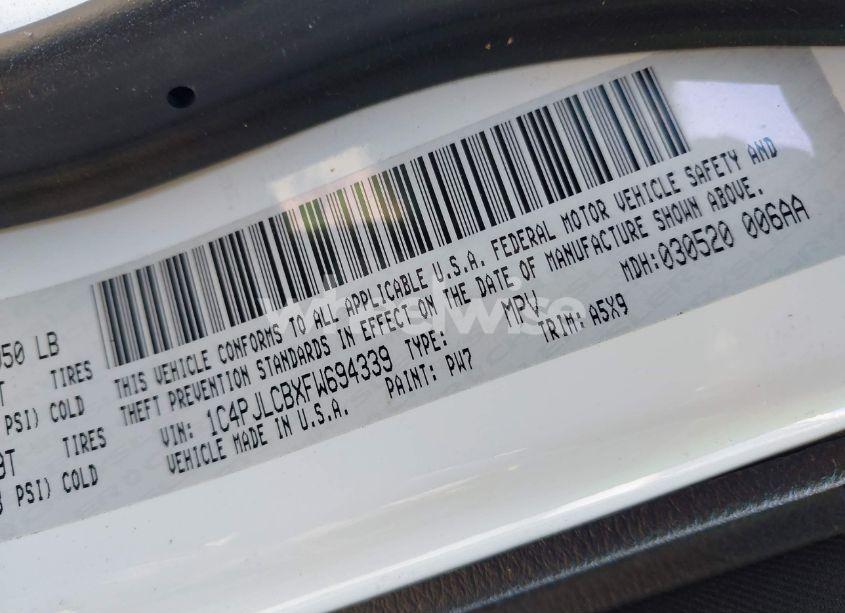 050 LB
TIRES
PSI) COLD
TIRES
PSI) COLD
THIS VEHICLE CONFORMS TO ALL APPLICABLE U.S.A. FEDERAL MOTOR VEHICLE SAFETY AND
THEFT PREVENTION STANDARDS IN EFFECT ON THE DATE OF MANUFACTURE SHOWN ABOVE.
VIN: 1C4PJLCBXFW694339 TYPE: MPV MDH:030520 006AA
VEHICLE MADE IN U.S.A. PAINT: PW7 TRIM: A5X9
wheelwise